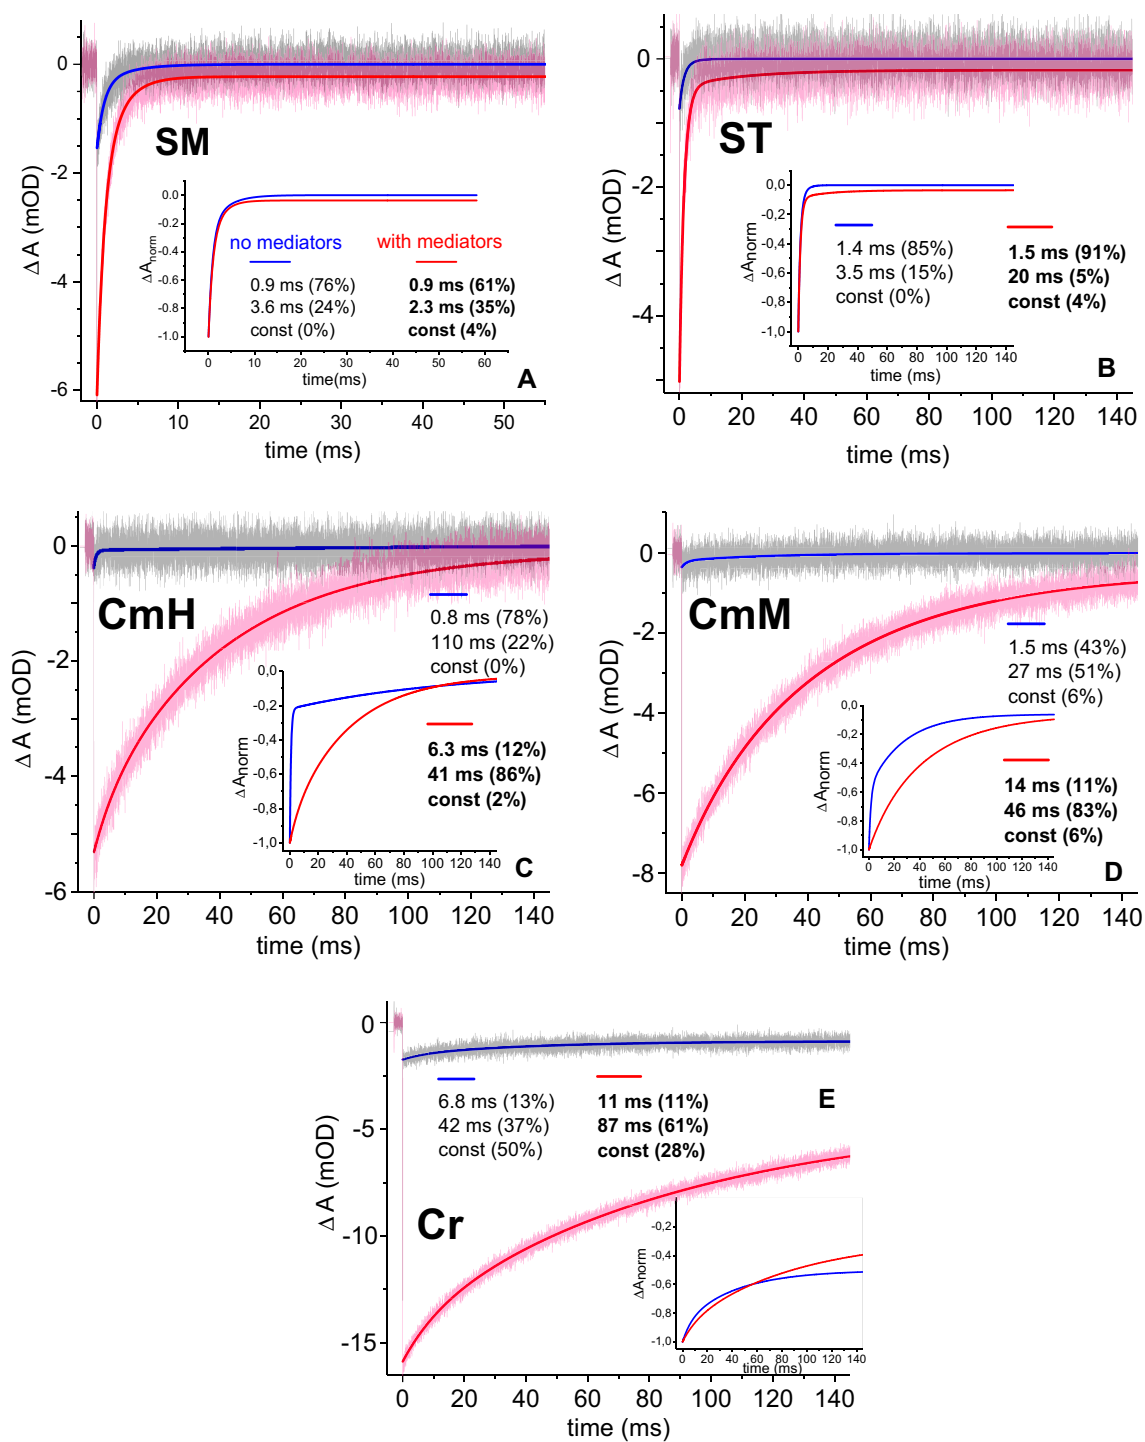 0
-2
-4
-6
Δ A (mOD)
SM
0,0
-0.2
-0.4
-0.6
-0.8
-1.0
ΔAnorm
no mediators
with mediators
0.9 ms (76%)
3.6 ms (24%)
const (0%)
0.9 ms (61%)
2.3 ms (35%)
const (4%)
0 10 20 30 40 50 60
time(ms)
A
0 10 20 30 40 50
time (ms)
0
-2
-4
Δ A (mOD)
ST
0,0
-0,2
-0,4
-0,6
-0,8
-1,0
ΔAnorm
1.4 ms (85%)
3.5 ms (15%)
const (0%)
1.5 ms (91%)
20 ms (5%)
const (4%)
0 20 40 60 80 100 120 140
time (ms)
B
0 20 40 60 80 100 120 140
time (ms)
0
-2
-4
-6
Δ A (mOD)
CmH
0.8 ms (78%)
110 ms (22%)
const (0%)
0,0
-0,2
-0,4
-0,6
-0,8
-1,0
ΔAnorm
6.3 ms (12%)
41 ms (86%)
const (2%)
0 20 40 60 80 100 120 140
time (ms)
C
0 20 40 60 80 100 120 140
time (ms)
0
-2
-4
-6
-8
Δ A (mOD)
CmM
1.5 ms (43%)
27 ms (51%)
const (6%)
0,0
-0,2
-0,4
-0,6
-0,8
-1,0
ΔAnorm
14 ms (11%)
46 ms (83%)
const (6%)
0 20 40 60 80 100 120 140
time (ms)
D
0 20 40 60 80 100 120 140
time (ms)
0
-5
-10
-15
Δ A (mOD)
6.8 ms (13%)
42 ms (37%)
const (50%)
11 ms (11%)
87 ms (61%)
const (28%)
E
Cr
-0,2
-0,4
-0,6
-0,8
-1,0
ΔAnorm
0 20 40 60 80 100 120 140
time (ms)
0 20 40 60 80 100 120 140
time (ms)